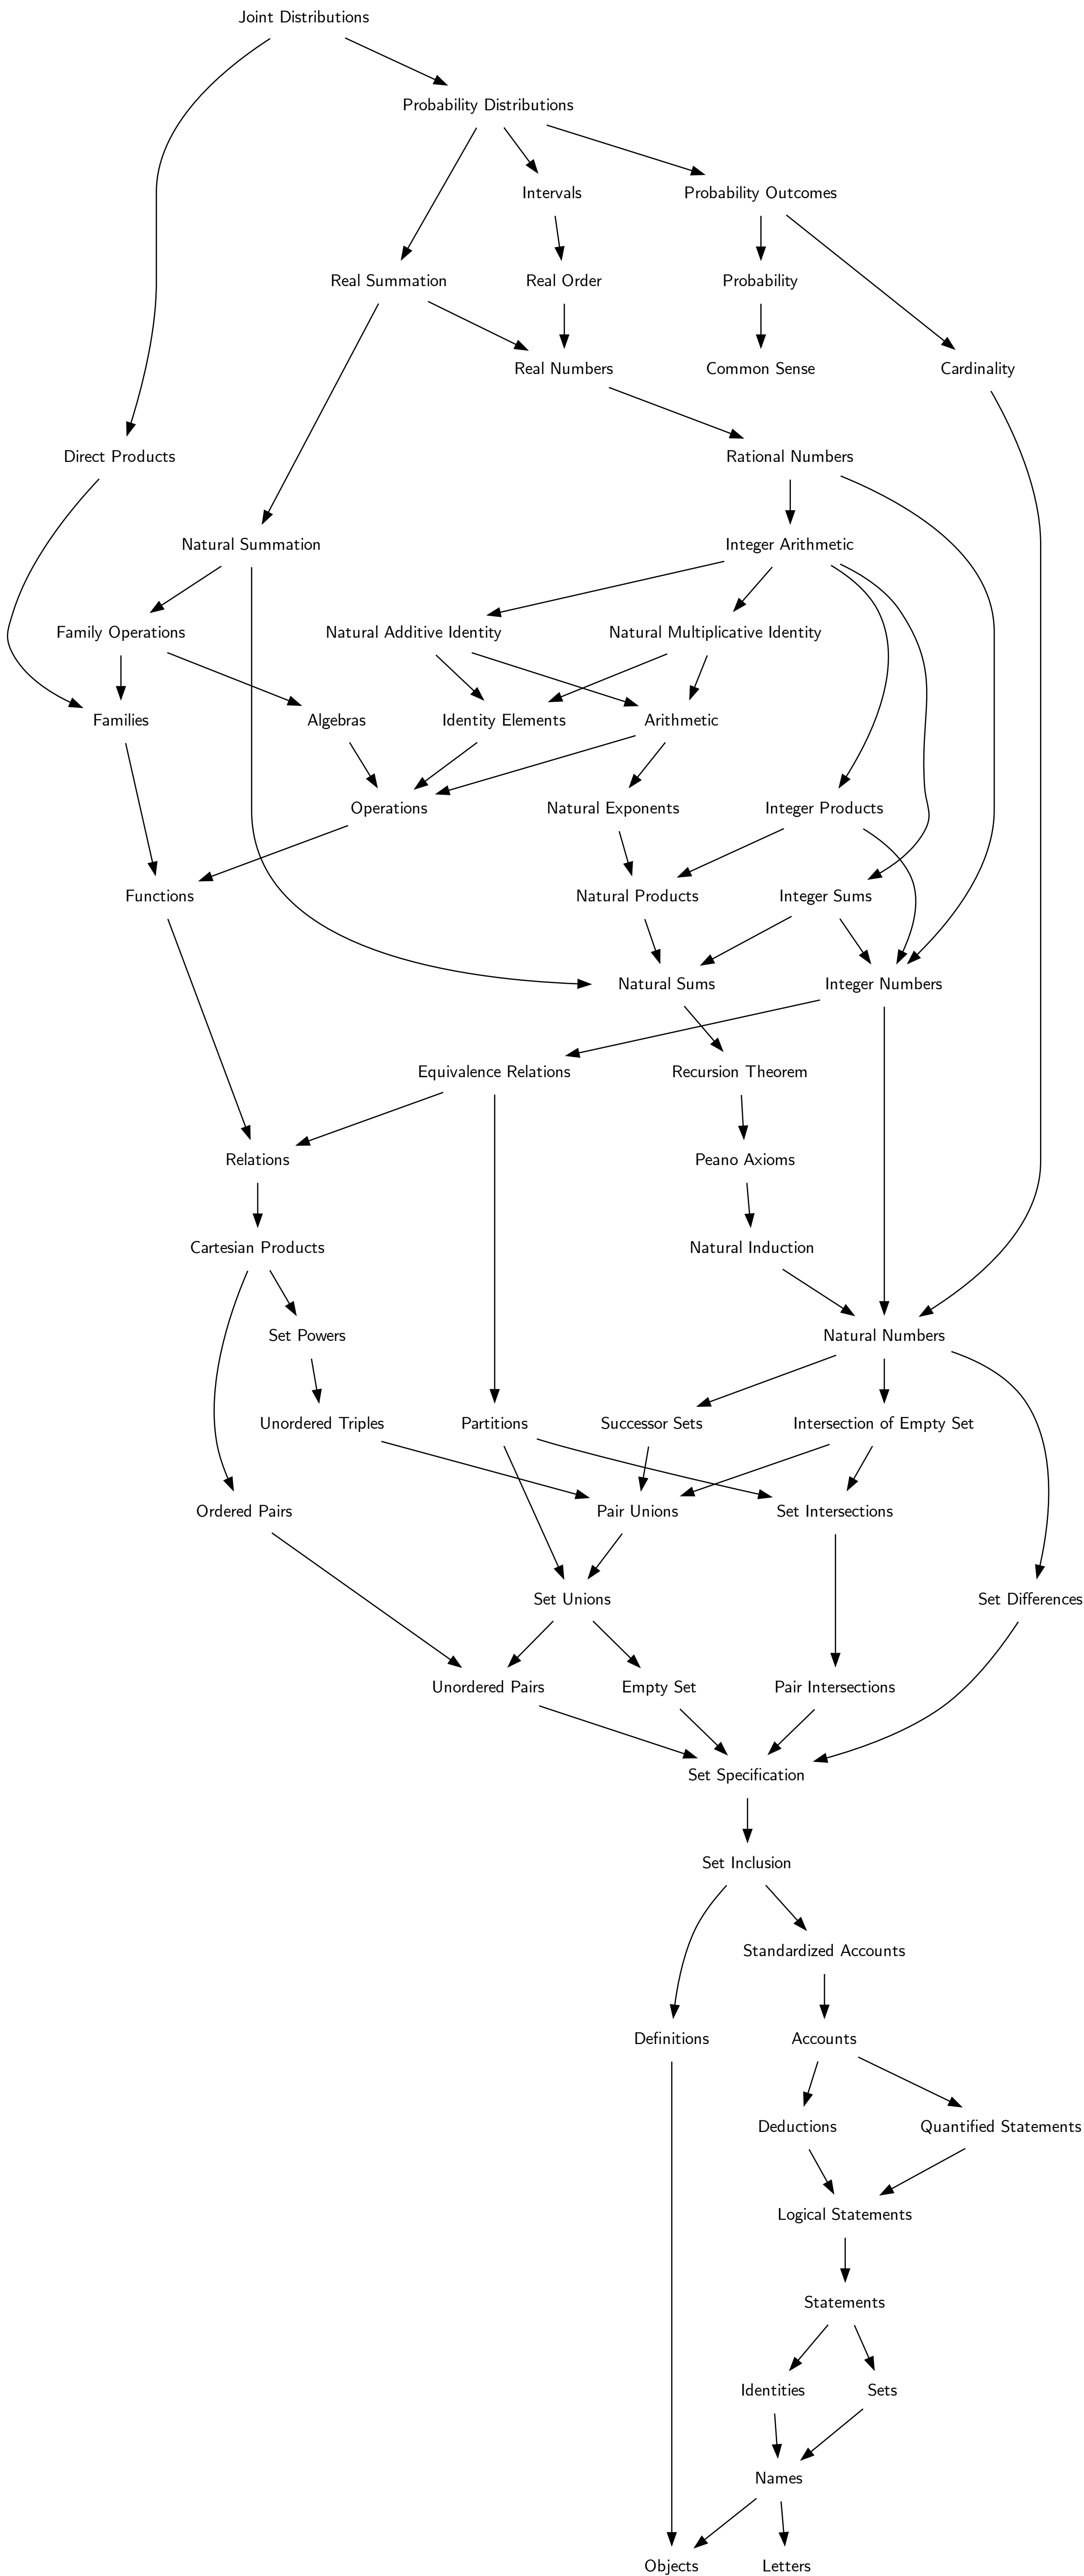 Joint Distributions
Probability Distributions
Intervals
Probability Outcomes
Real Summation
Real Order
Probability
Real Numbers
Common Sense
Cardinality
Direct Products
Rational Numbers
Natural Summation
Integer Arithmetic
Family Operations
Natural Additive Identity
Natural Multiplicative Identity
Families
Algebras
Identity Elements
Arithmetic
Operations
Natural Exponents
Integer Products
Functions
Natural Products
Integer Sums
Natural Sums
Integer Numbers
Equivalence Relations
Recursion Theorem
Relations
Peano Axioms
Cartesian Products
Natural Induction
Set Powers
Natural Numbers
Unordered Triples
Partitions
Successor Sets
Intersection of Empty Set
Ordered Pairs
Pair Unions
Set Intersections
Set Unions
Set Differences
Unordered Pairs
Empty Set
Pair Intersections
Set Specification
Set Inclusion
Standardized Accounts
Definitions
Accounts
Deductions
Quantified Statements
Logical Statements
Statements
Identities
Sets
Names
Objects
Letters